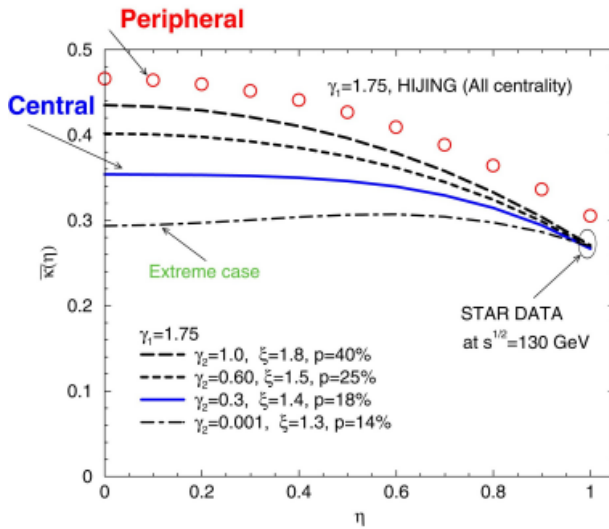 Peripheral
γ₁=1.75, HIJING (All centrality)
Central
Extreme case
STAR DATA
at s^{1/2}=130 GeV
γ₁=1.75
γ₂=1.0, ξ=1.8, p=40%
γ₂=0.60, ξ=1.5, p=25%
γ₂=0.3, ξ=1.4, p=18%
γ₂=0.001, ξ=1.3, p=14%
0.5
0.4
0.3
0.2
0.1
0
κ̅(η)
0 0.2 0.4 0.6 0.8 1
η